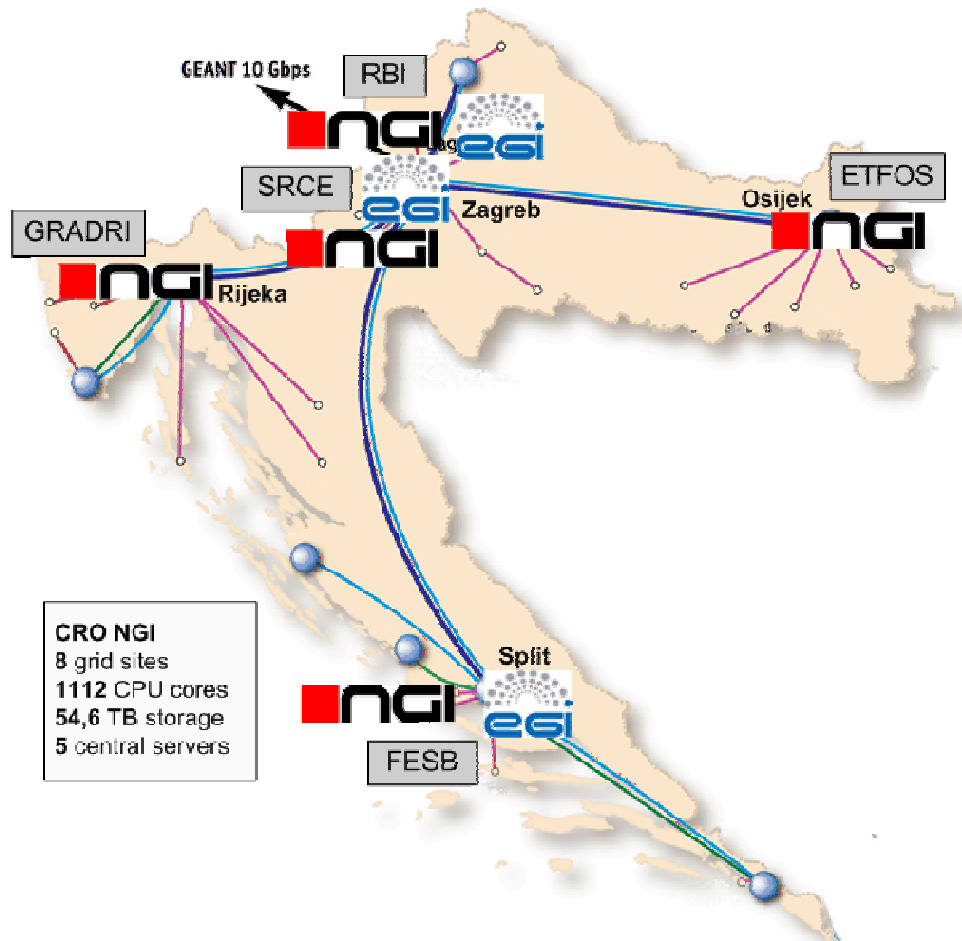 GEANT 10 Gbps
RBI
NGI
egi
SRCE
egi
Zagreb
NGI
ETFOS
Osijek
NGI
GRADRI
NGI
Rijeka
CRO NGI
8 grid sites
1112 CPU cores
54,6 TB storage
5 central servers
Split
NGI
egi
FESB